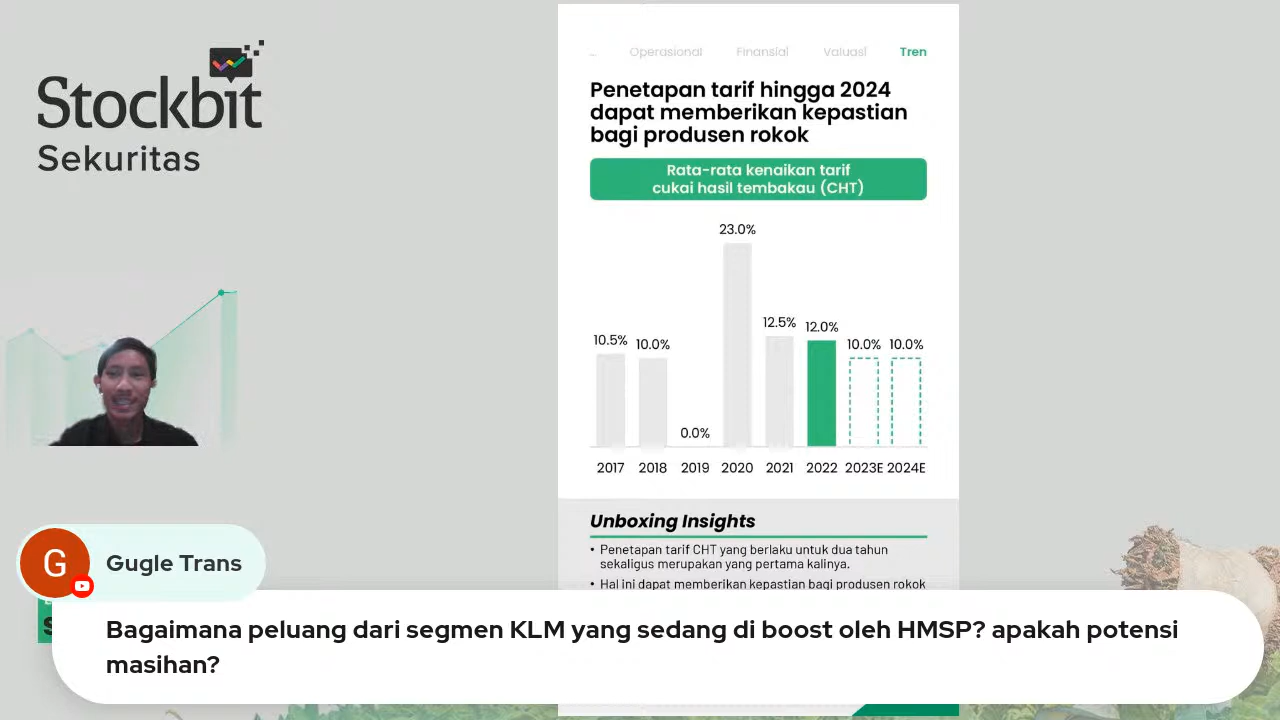 Stockbit
Sekuritas
... Operasional Finansial Valuasi Tren
Penetapan tarif hingga 2024
dapat memberikan kepastian
bagi produsen rokok
Rata-rata kenaikan tarif
cukai hasil tembakau (CHT)
23.0%
12.5% 12.0%
10.5% 10.0% 10.0% 10.0%
0.0%
2017 2018 2019 2020 2021 2022 2023E 2024E
Unboxing Insights
• Penetapan tarif CHT yang berlaku untuk dua tahun
sekaligus merupakan yang pertama kalinya.
• Hal ini dapat memberikan kepastian bagi produsen rokok
G
Gugle Trans
Bagaimana peluang dari segmen KLM yang sedang di boost oleh HMSP? apakah potensi
masihan?